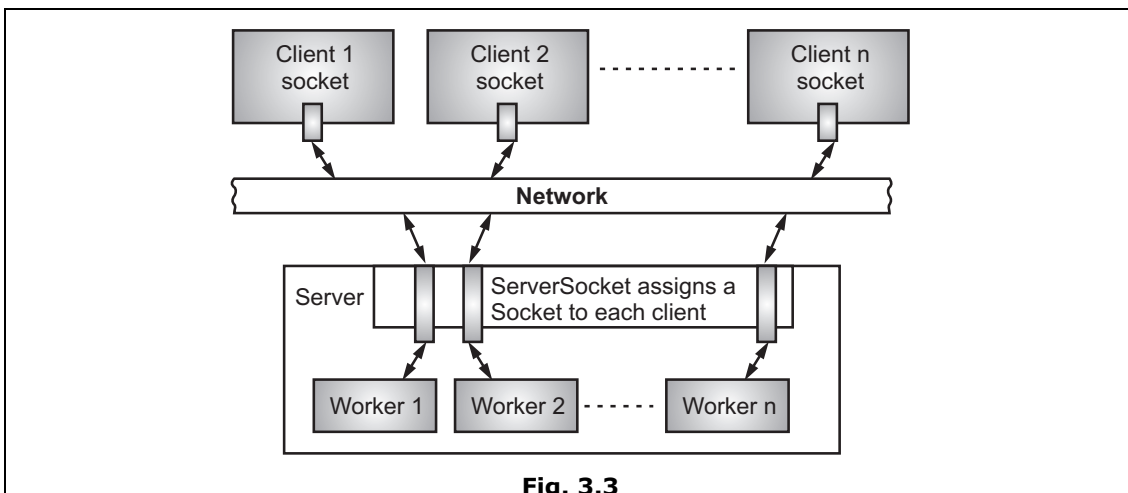 Client 1
socket
Client 2
socket
Client n
socket
Network
Server
ServerSocket assigns a
Socket to each client
Worker 1
Worker 2
Worker n
Fig. 3.3